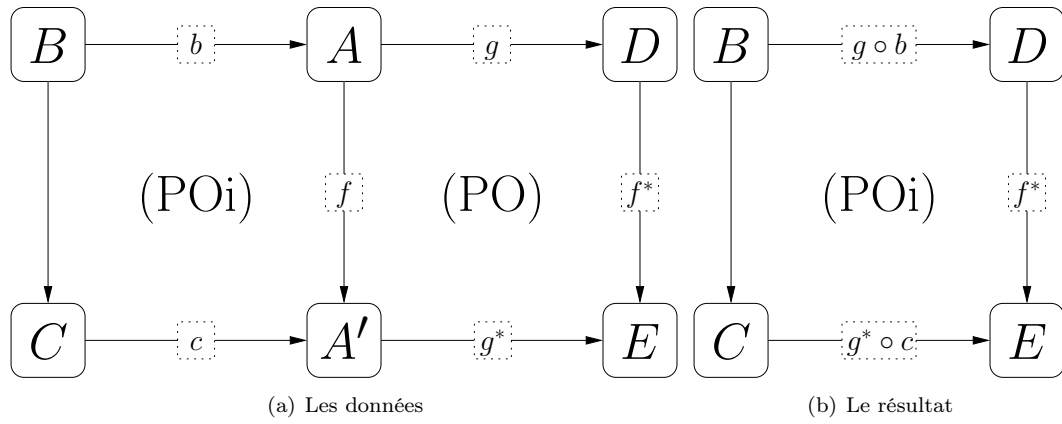 B b A g D B g ∘ b D
(POi) f (PO) f* (POi) f*
C c A′ g* E C g* ∘ c E
(a) Les données (b) Le résultat